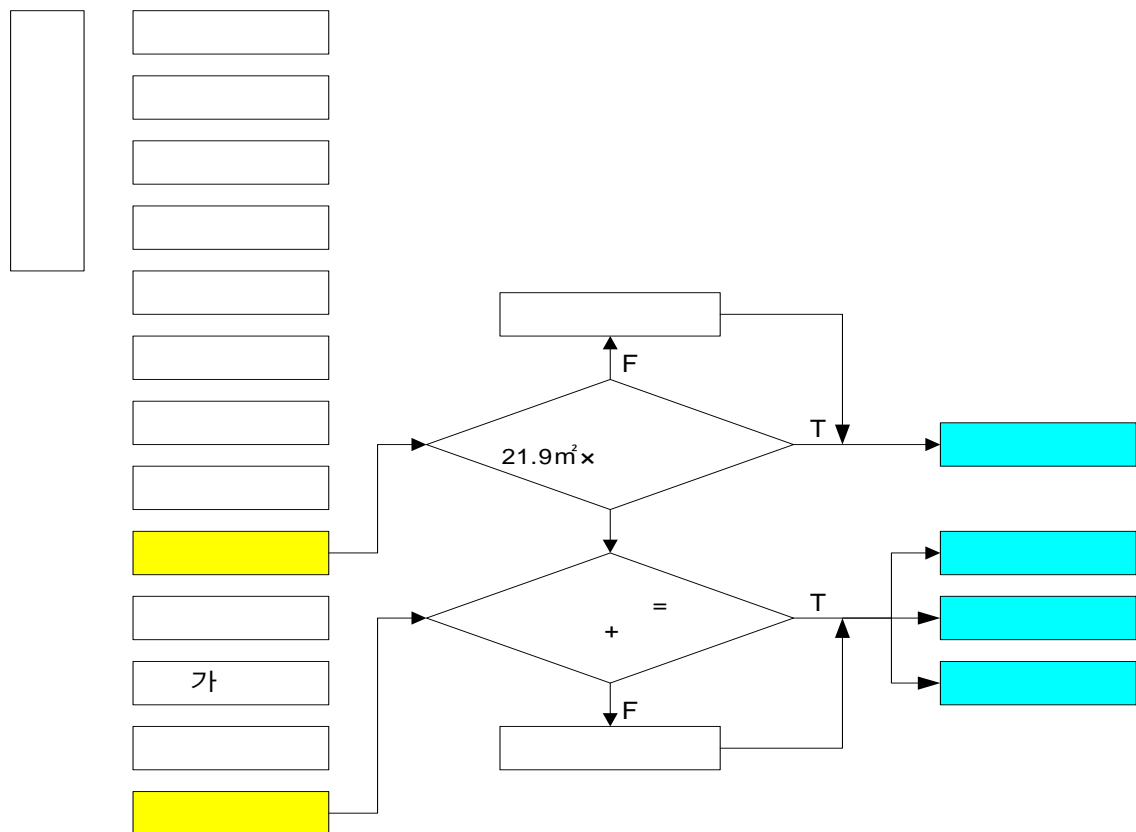 F
T
21.9㎡×
T
=
+
가
F